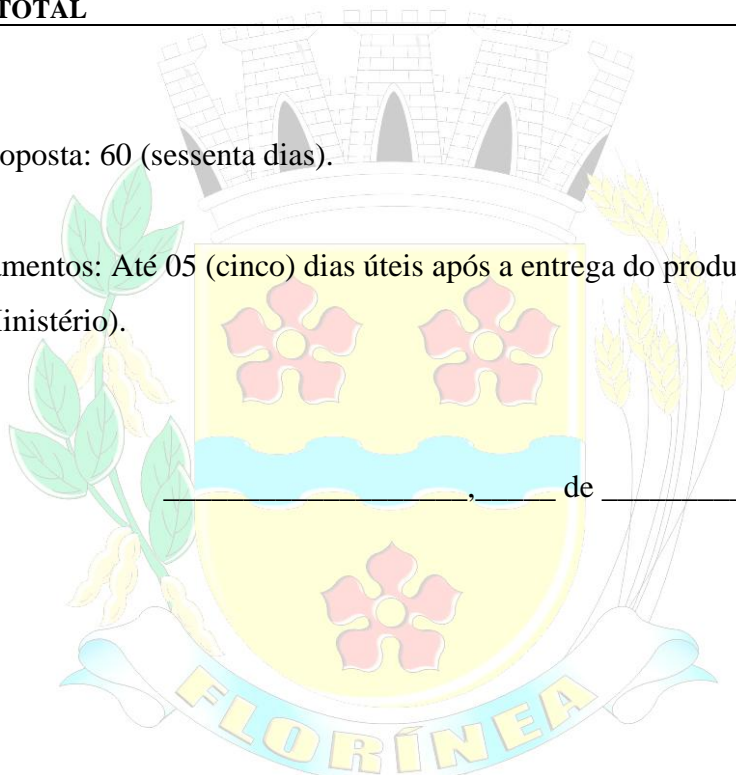 TOTAL
oposta: 60 (sessenta dias).
amentos: Até 05 (cinco) dias úteis após a entrega do produ
inistério).
___________________,_____ de _________
FLORÍNEA